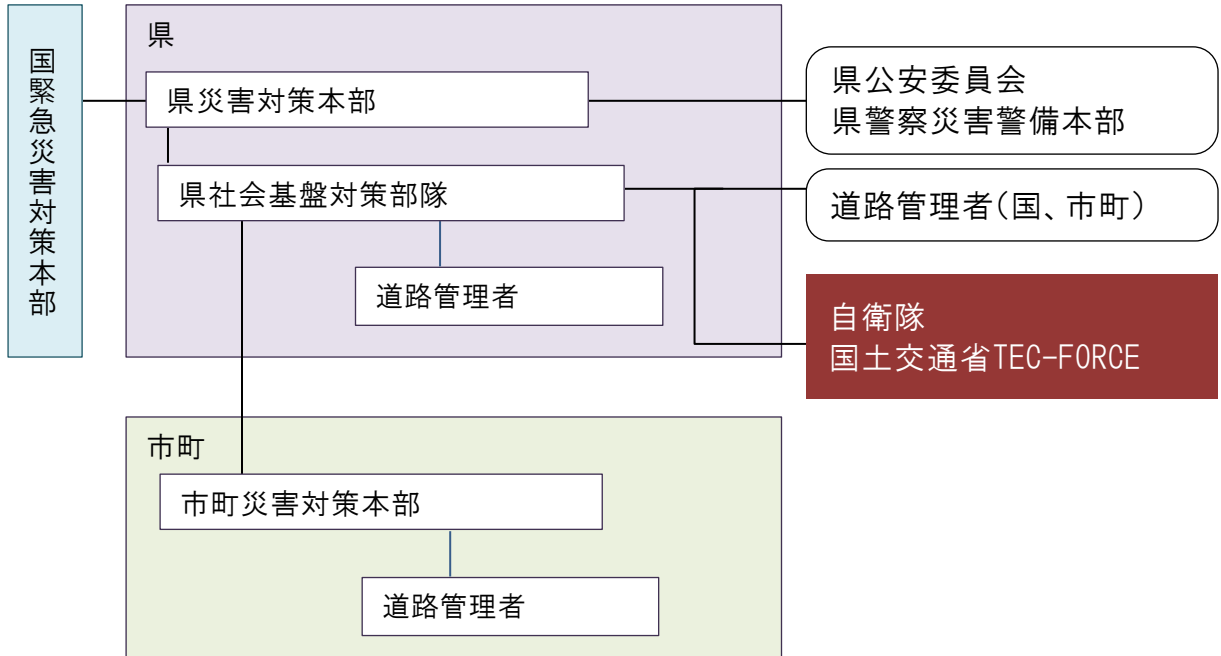 国緊急災害対策本部
県
県災害対策本部
県公安委員会
県警察災害警備本部
県社会基盤対策部隊
道路管理者(国、市町)
道路管理者
自衛隊
国土交通省TEC-FORCE
市町
市町災害対策本部
道路管理者